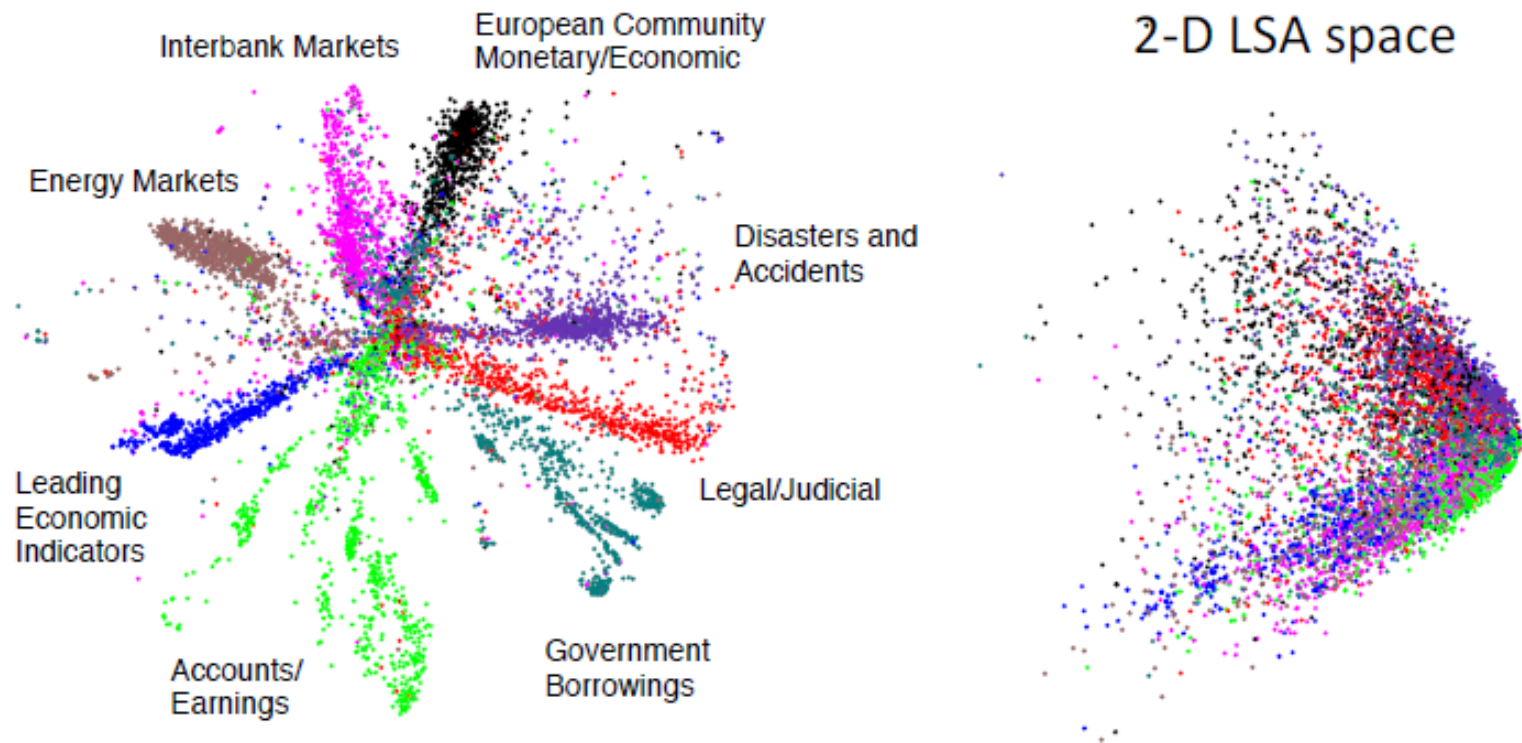 European Community
Interbank Markets
Monetary/Economic
2-D LSA space
Energy Markets
Disasters and
Accidents
Leading
Economic
Indicators
Legal/Judicial
Accounts/
Earnings
Government
Borrowings